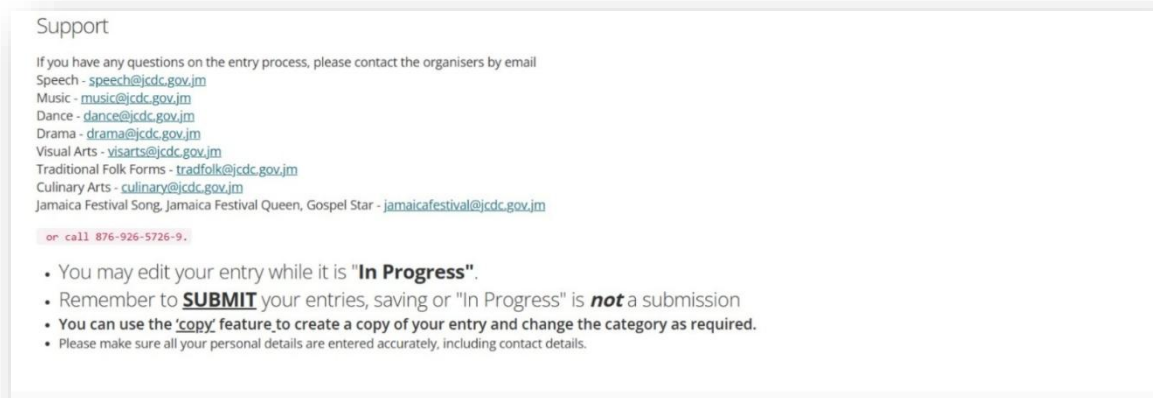 Support
If you have any questions on the entry process, please contact the organisers by email
Speech - speech@jcdc.gov.jm
Music - music@jcdc.gov.jm
Dance - dance@jcdc.gov.jm
Drama - drama@jcdc.gov.jm
Visual Arts - visarts@jcdc.gov.jm
Traditional Folk Forms - tradfolk@jcdc.gov.jm
Culinary Arts - culinary@jcdc.gov.jm
Jamaica Festival Song, Jamaica Festival Queen, Gospel Star - jamaicafestival@jcdc.gov.jm
or call 876-926-5726-9.
• You may edit your entry while it is "In Progress".
• Remember to SUBMIT your entries, saving or "In Progress" is not a submission
• You can use the 'copy' feature to create a copy of your entry and change the category as required.
• Please make sure all your personal details are entered accurately, including contact details.